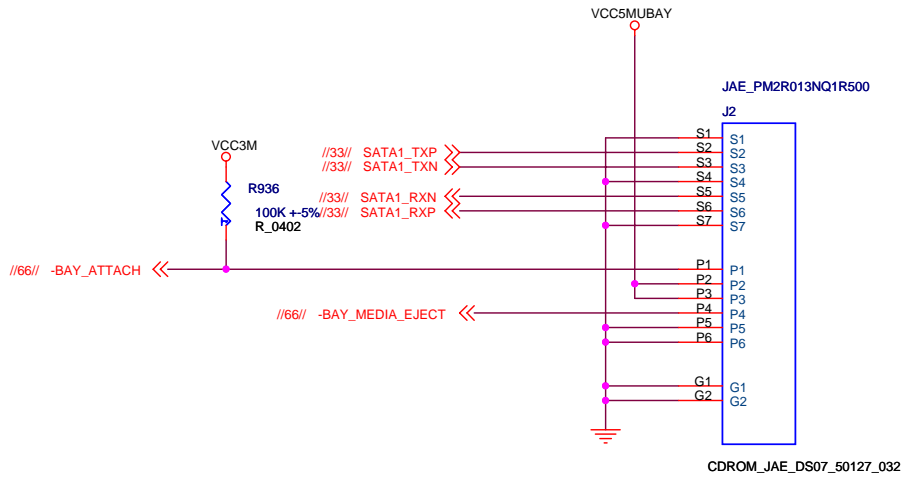 VCC5MUBAY
JAE_PM2R013NQ1R500
J2
VCC3M
R936
100K +-5%
R_0402
//33// SATA1_TXP
//33// SATA1_TXN
//33// SATA1_RXN
//33// SATA1_RXP
//66// -BAY_ATTACH
//66// -BAY_MEDIA_EJECT
S1 S1
S2 S2
S3 S3
S4 S4
S5 S5
S6 S6
S7 S7
P1 P1
P2 P2
P3 P3
P4 P4
P5 P5
P6 P6
G1 G1
G2 G2
CDROM_JAE_DS07_50127_032